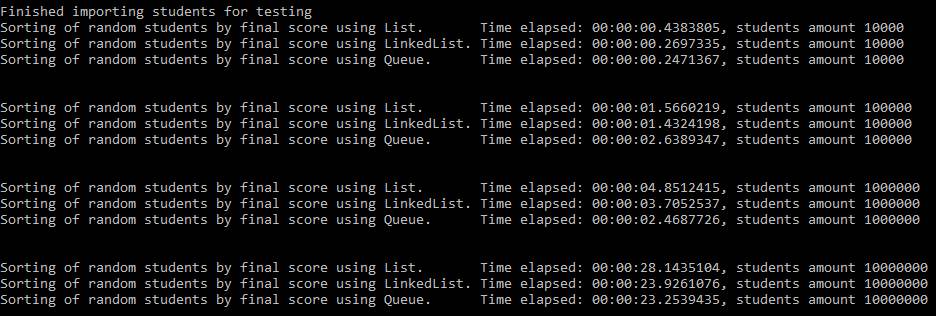 Finished importing students for testing
Sorting of random students by final score using List. Time elapsed: 00:00:00.4383805, students amount 10000
Sorting of random students by final score using LinkedList. Time elapsed: 00:00:00.2697335, students amount 10000
Sorting of random students by final score using Queue. Time elapsed: 00:00:00.2471367, students amount 10000
Sorting of random students by final score using List. Time elapsed: 00:00:01.5660219, students amount 100000
Sorting of random students by final score using LinkedList. Time elapsed: 00:00:01.4324198, students amount 100000
Sorting of random students by final score using Queue. Time elapsed: 00:00:02.6389347, students amount 100000
Sorting of random students by final score using List. Time elapsed: 00:00:04.8512415, students amount 1000000
Sorting of random students by final score using LinkedList. Time elapsed: 00:00:03.7052537, students amount 1000000
Sorting of random students by final score using Queue. Time elapsed: 00:00:02.4687726, students amount 1000000
Sorting of random students by final score using List. Time elapsed: 00:00:28.1435104, students amount 10000000
Sorting of random students by final score using LinkedList. Time elapsed: 00:00:23.9261076, students amount 10000000
Sorting of random students by final score using Queue. Time elapsed: 00:00:23.2539435, students amount 10000000